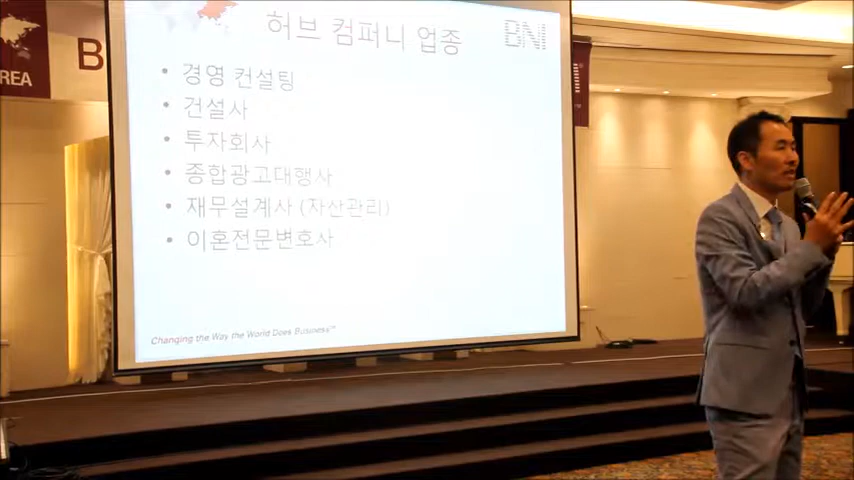 허브 컴퍼니 업종
BNI
B
REA
• 경영 컨설팅
• 건설사
• 투자회사
• 종합광고대행사
• 재무설계사 (자산관리)
• 이혼전문변호사
Changing the Way the World Does Business™